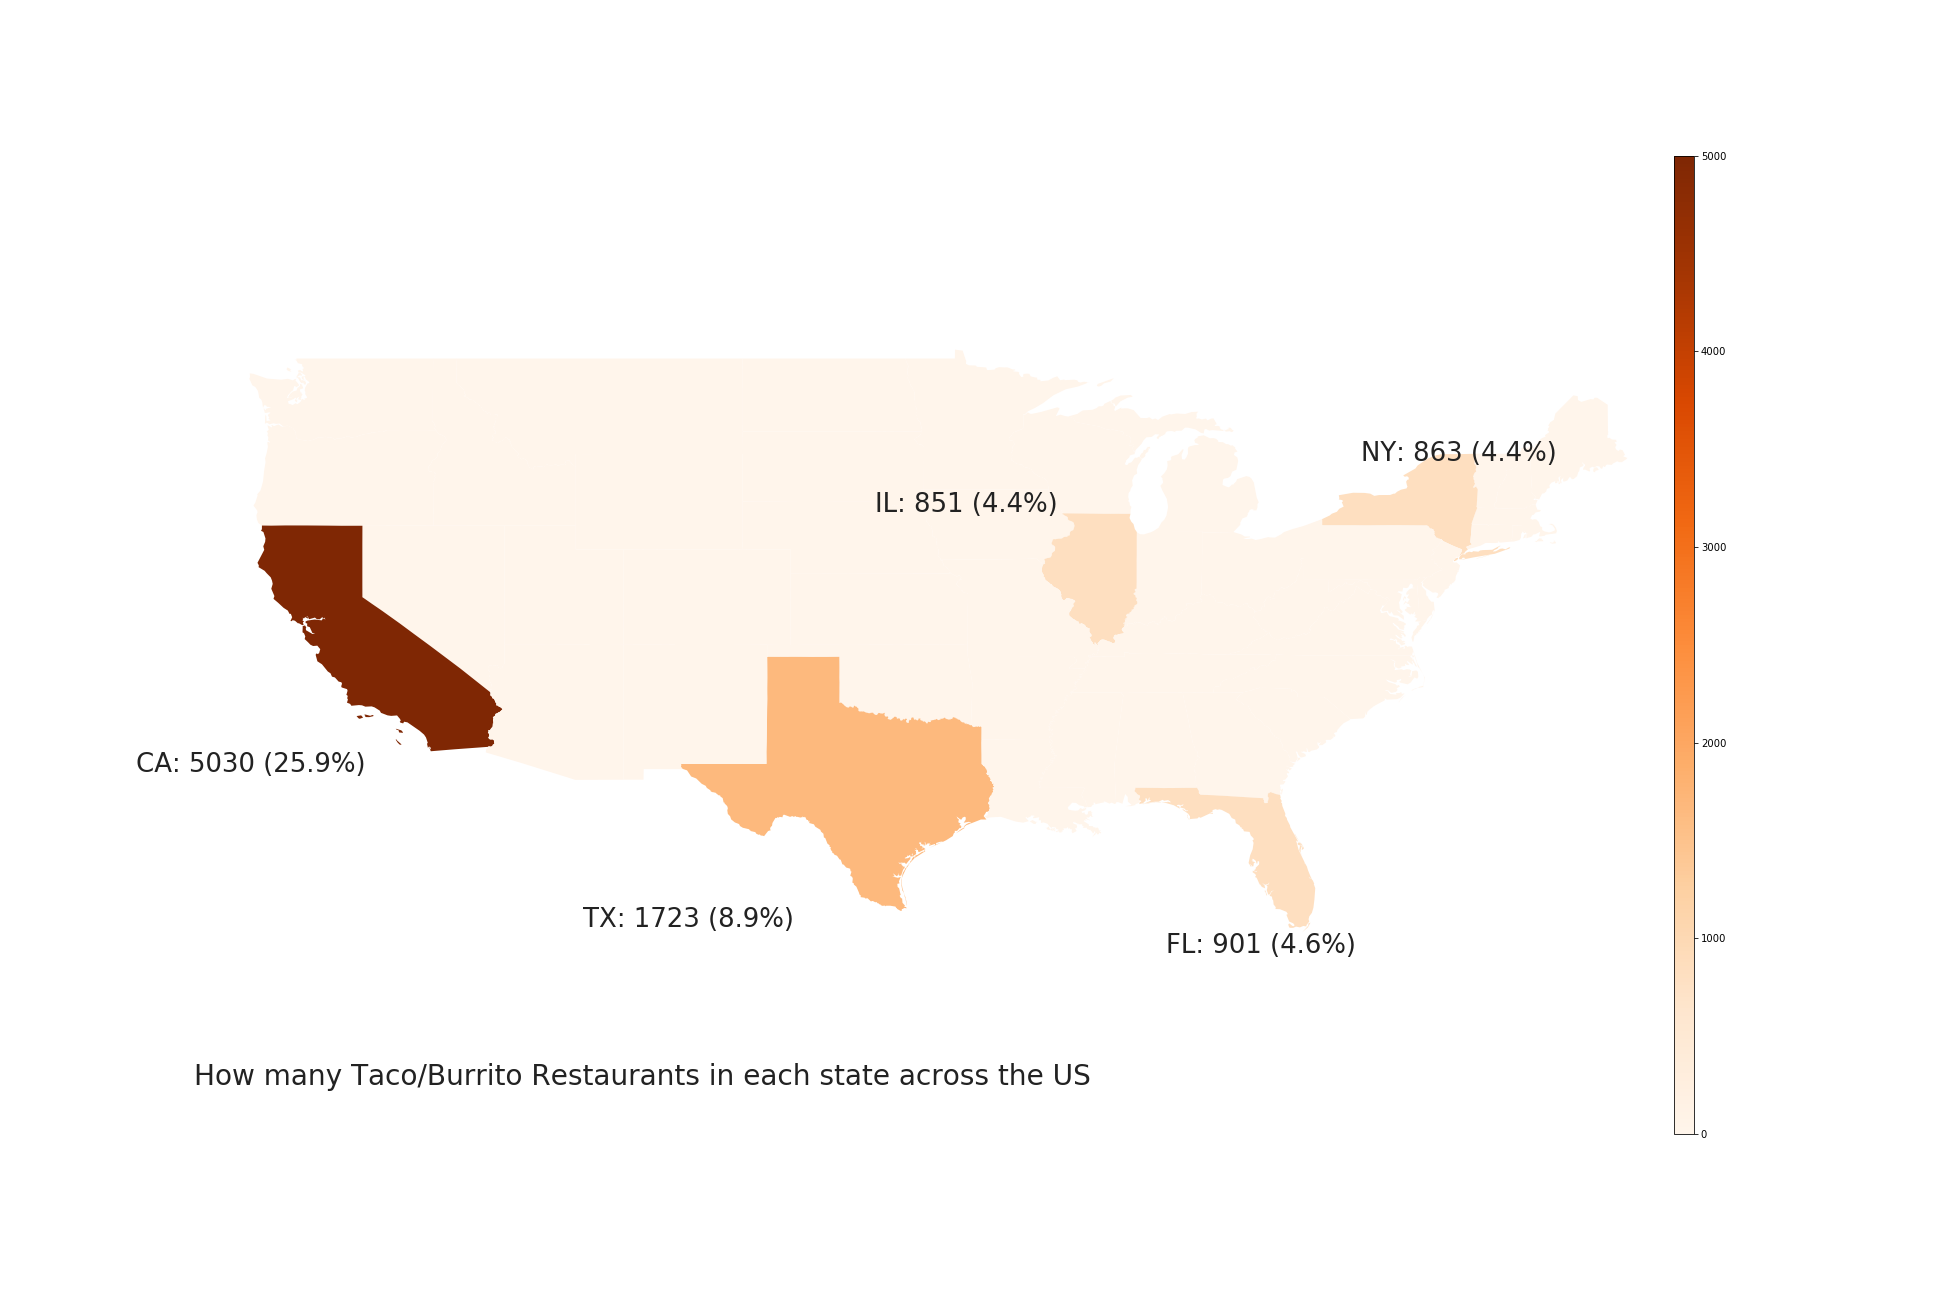 5000
4000
NY: 863 (4.4%)
IL: 851 (4.4%)
3000
2000
CA: 5030 (25.9%)
TX: 1723 (8.9%)
1000
FL: 901 (4.6%)
How many Taco/Burrito Restaurants in each state across the US
0